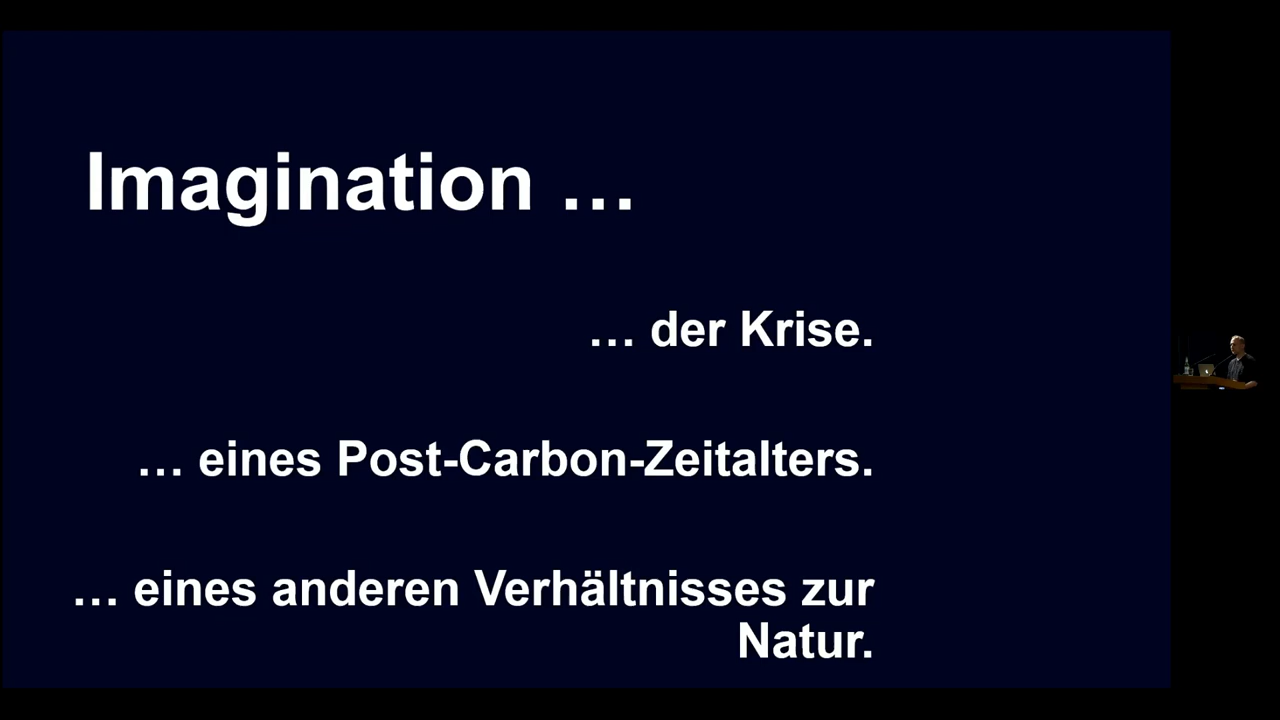 Imagination …
… der Krise.
… eines Post-Carbon-Zeitalters.
… eines anderen Verhältnisses zur
Natur.